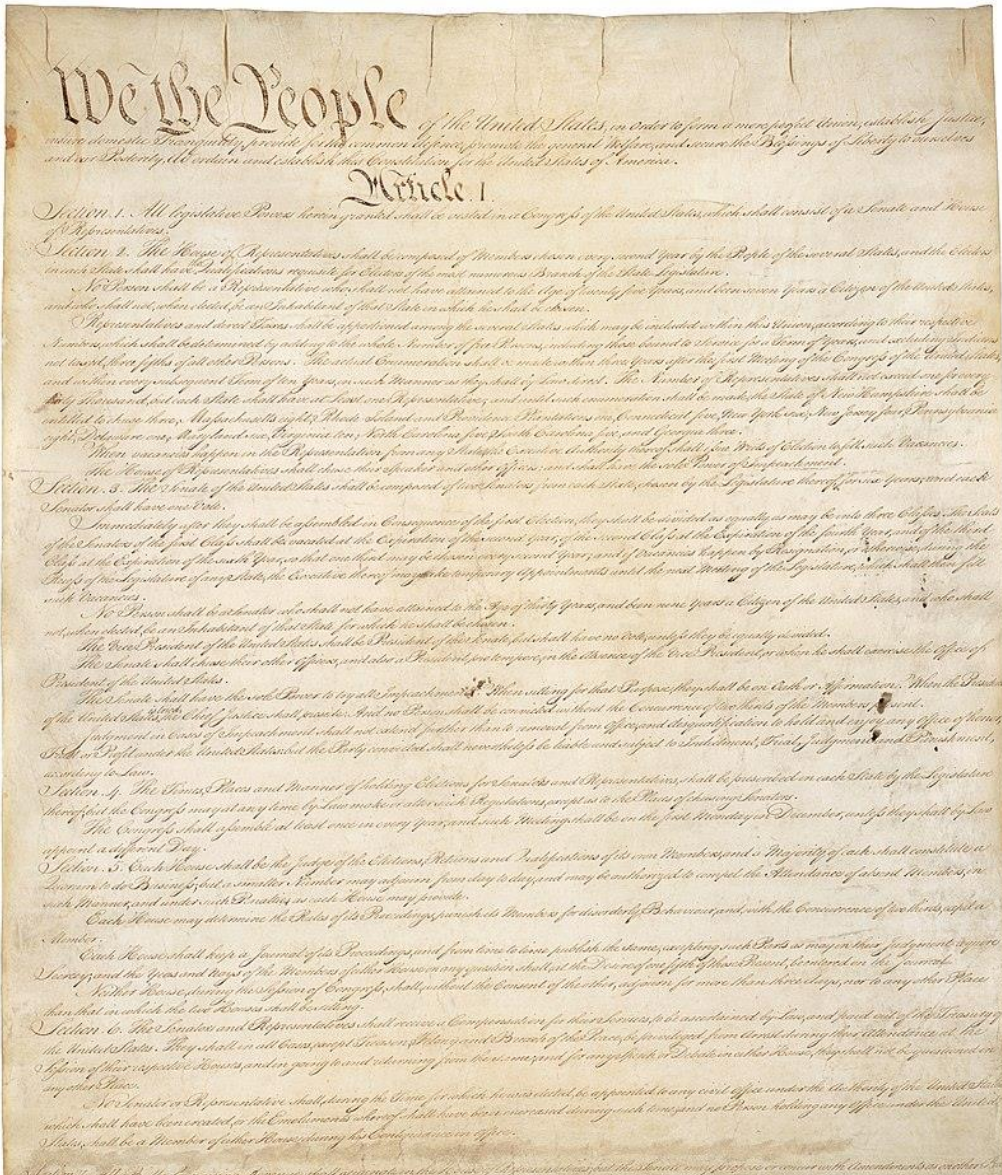 We the People of the United States, in Order to form a more perfect Union, establish Justice,
insure domestic Tranquility, provide for the common defence, promote the general Welfare, and secure the Blessings of Liberty to ourselves
and our Posterity, do ordain and establish this Constitution for the United States of America.
Article. I.
Section. 1. All legislative Powers herein granted shall be vested in a Congress of the United States, which shall consist of a Senate and House
of Representatives.
Section. 2. The House of Representatives shall be composed of Members chosen every second Year by the People of the several States, and the Electors
in each State shall have the Qualifications requisite for Electors of the most numerous Branch of the State Legislature.
No Person shall be a Representative who shall not have attained to the Age of twenty five Years, and been seven Years a Citizen of the United States,
and who shall not, when elected, be an Inhabitant of that State in which he shall be chosen.
Representatives and direct Taxes shall be apportioned among the several States which may be included within this Union, according to their respective
Numbers, which shall be determined by adding to the whole Number of free Persons, including those bound to Service for a Term of Years, and excluding Indians
not taxed, three fifths of all other Persons. The actual Enumeration shall be made within three Years after the first Meeting of the Congress of the United States,
and within every subsequent Term of ten Years, in such Manner as they shall by Law direct. The Number of Representatives shall not exceed one for every
thirty Thousand, but each State shall have at Least one Representative; and until such enumeration shall be made, the State of New Hampshire shall be
entitled to chuse three, Massachusetts eight, Rhode Island and Providence Plantations one, Connecticut five, New York six, New Jersey four, Pennsylvania
eight, Delaware one, Maryland six, Virginia ten, North Carolina five, South Carolina five, and Georgia three.
When vacancies happen in the Representation from any State, the Executive Authority thereof shall issue Writs of Election to fill such Vacancies.
The House of Representatives shall chuse their Speaker and other Officers; and shall have the sole Power of Impeachment.
Section. 3. The Senate of the United States shall be composed of two Senators from each State, chosen by the Legislature thereof, for six Years; and each
Senator shall have one Vote.
Immediately after they shall be assembled in Consequence of the first Election, they shall be divided as equally as may be into three Classes. The Seats
of the Senators of the first Class shall be vacated at the Expiration of the second Year, of the second Class at the Expiration of the fourth Year, and of the third
Class at the Expiration of the sixth Year, so that one third may be chosen every second Year; and if Vacancies happen by Resignation, or otherwise, during the
Recess of the Legislature of any State, the Executive thereof may make temporary Appointments until the next Meeting of the Legislature, which shall then fill
such Vacancies.
No Person shall be a Senator who shall not have attained to the Age of thirty Years, and been nine Years a Citizen of the United States, and who shall
not, when elected, be an Inhabitant of that State for which he shall be chosen.
The Vice President of the United States shall be President of the Senate, but shall have no Vote, unless they be equally divided.
The Senate shall chuse their other Officers, and also a President pro tempore, in the Absence of the Vice President, or when he shall exercise the Office of
President of the United States.
The Senate shall have the sole Power to try all Impeachments. When sitting for that Purpose, they shall be on Oath or Affirmation. When the President
of the United States is tried, the Chief Justice shall preside: And no Person shall be convicted without the Concurrence of two thirds of the Members present.
Judgment in Cases of Impeachment shall not extend further than to removal from Office, and disqualification to hold and enjoy any Office of honor,
Trust or Profit under the United States: but the Party convicted shall nevertheless be liable and subject to Indictment, Trial, Judgment and Punishment,
according to Law.
Section. 4. The Times, Places and Manner of holding Elections for Senators and Representatives, shall be prescribed in each State by the Legislature
thereof; but the Congress may at any time by Law make or alter such Regulations, except as to the Places of chusing Senators.
The Congress shall assemble at least once in every Year, and such Meeting shall be on the first Monday in December, unless they shall by Law
appoint a different Day.
Section. 5. Each House shall be the Judge of the Elections, Returns and Qualifications of its own Members, and a Majority of each shall constitute a
Quorum to do Business; but a smaller Number may adjourn from day to day, and may be authorized to compel the Attendance of absent Members, in
such Manner, and under such Penalties as each House may provide.
Each House may determine the Rules of its Proceedings, punish its Members for disorderly Behaviour, and, with the Concurrence of two thirds, expel a
Member.
Each House shall keep a Journal of its Proceedings, and from time to time publish the same, excepting such Parts as may in their Judgment require
Secrecy; and the Yeas and Nays of the Members of either House on any question shall, at the Desire of one fifth of those Present, be entered on the Journal.
Neither House, during the Session of Congress, shall, without the Consent of the other, adjourn for more than three days, nor to any other Place
than that in which the two Houses shall be sitting.
Section. 6. The Senators and Representatives shall receive a Compensation for their Services, to be ascertained by Law, and paid out of the Treasury of
the United States. They shall in all Cases, except Treason, Felony and Breach of the Peace, be privileged from Arrest during their Attendance at the
Session of their respective Houses, and in going to and returning from the same; and for any Speech or Debate in either House, they shall not be questioned in
any other Place.
No Senator or Representative shall, during the Time for which he was elected, be appointed to any civil Office under the Authority of the United States,
which shall have been created, or the Emoluments whereof shall have been increased during such time; and no Person holding any Office under the United
States, shall be a Member of either House during his Continuance in Office.